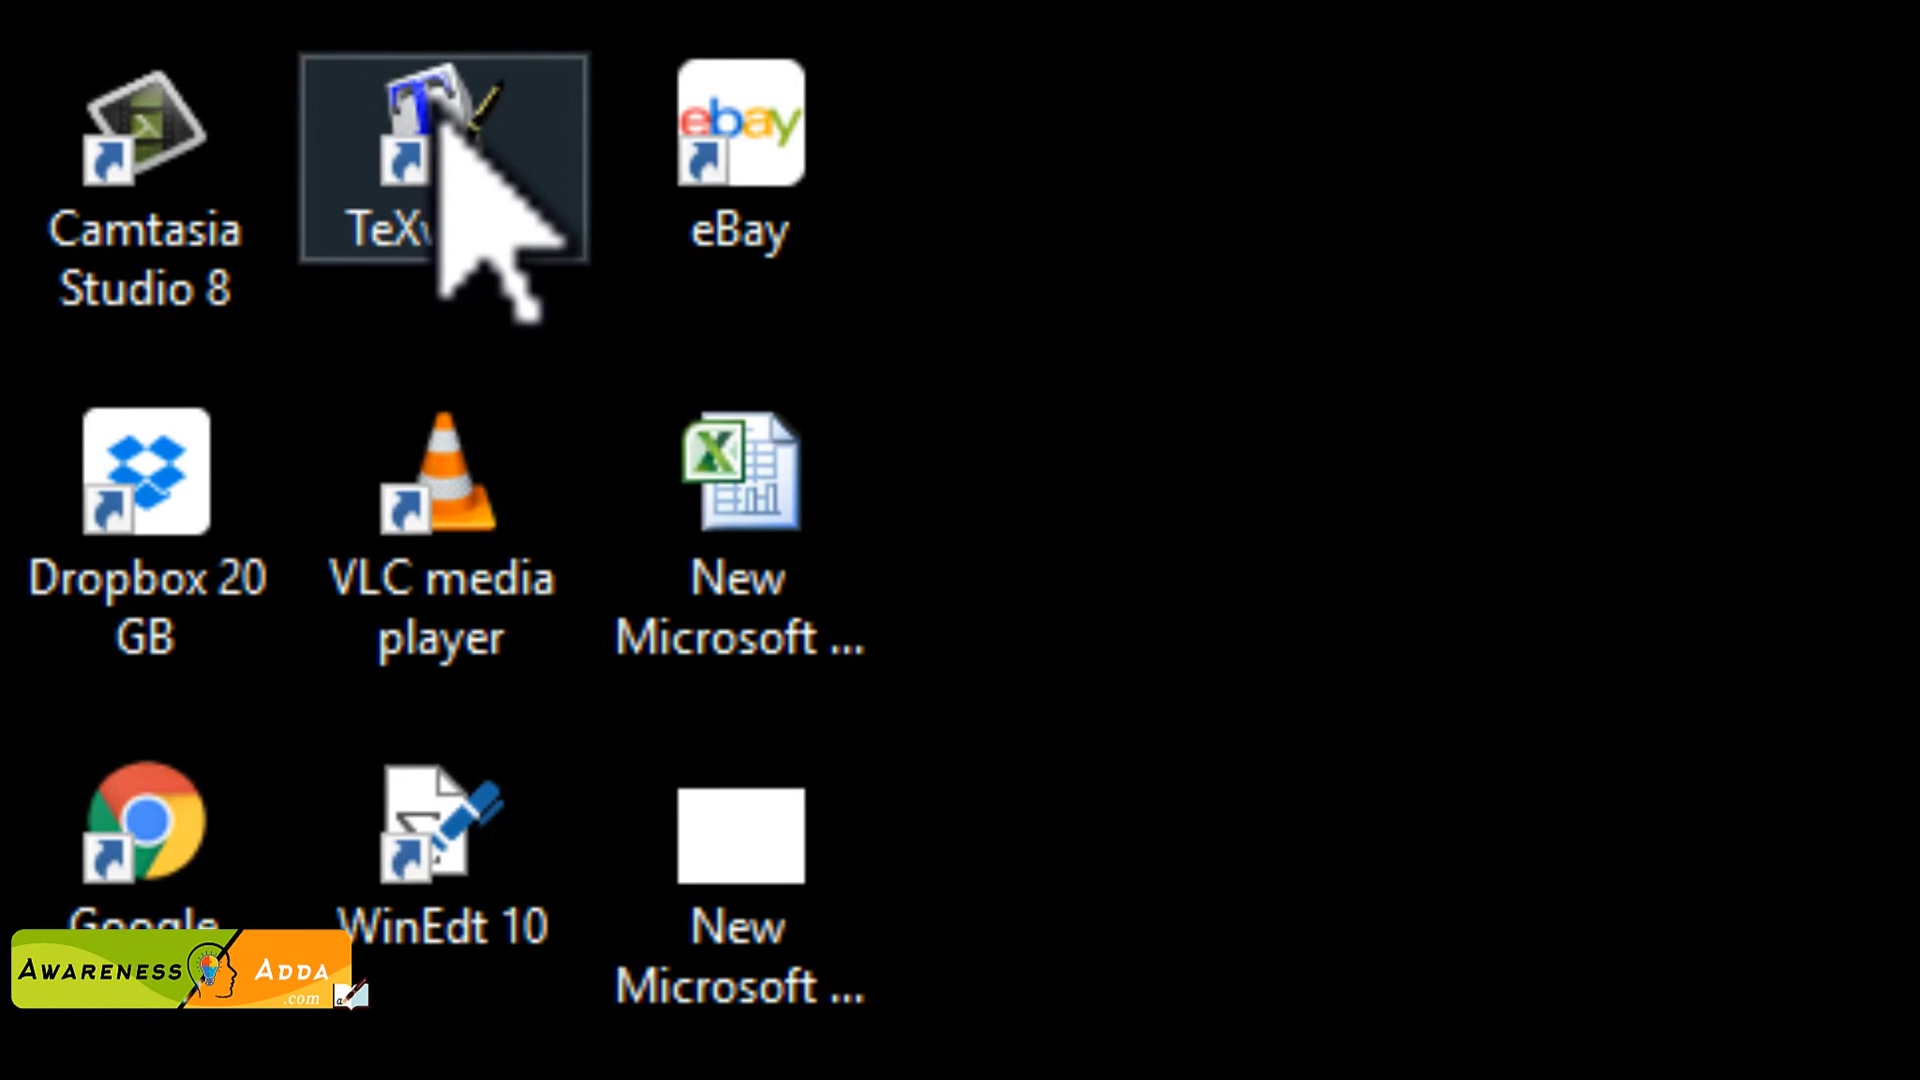 Camtasia
Studio 8
eBay
ebay
Dropbox 20
GB
VLC media
player
New
Microsoft ...
Google
WinEdt 10
New
Microsoft ...
AWARENESS ADDA
.com